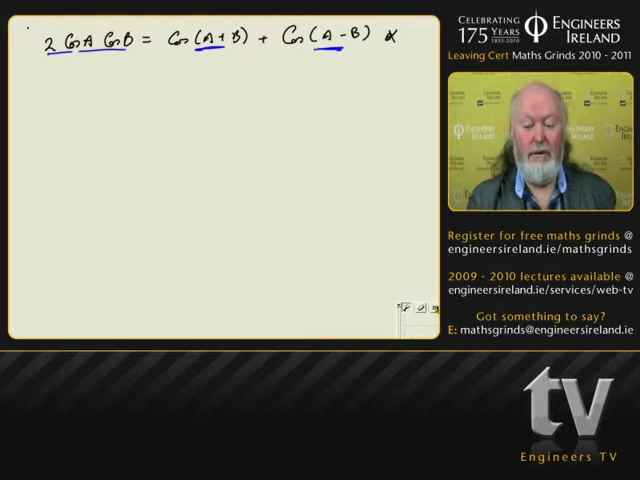 2 Cos A Cos B = Cos (A + B) + Cos (A - B)
CELEBRATING
175 YEARS
1835-2010
ENGINEERS
IRELAND
Leaving Cert Maths Grinds 2010 - 2011
Register for free maths grinds @
engineersireland.ie/mathsgrinds
2009 - 2010 lectures available @
engineersireland.ie/services/web-tv
Got something to say?
E: mathsgrinds@engineersireland.ie
tv
Engineers TV